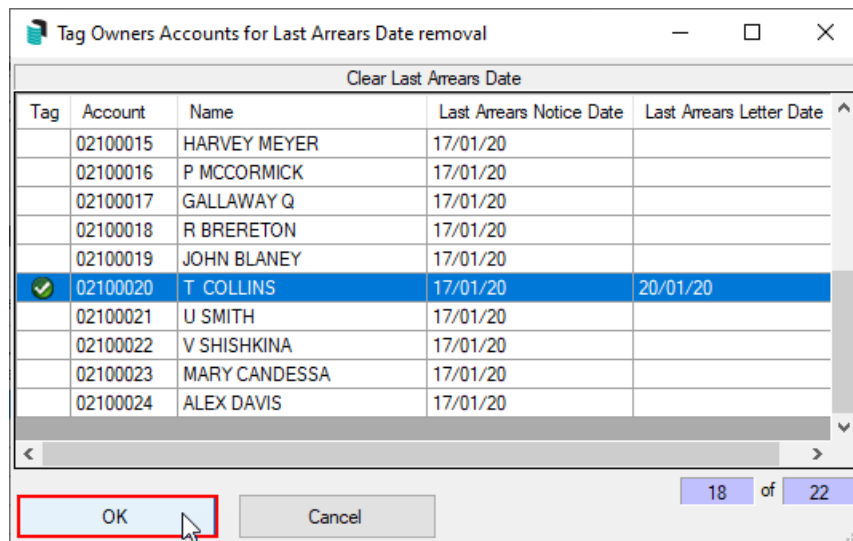 Tag Owners Accounts for Last Arrears Date removal
Clear Last Arrears Date
Tag Account Name Last Arrears Notice Date Last Arrears Letter Date
02100015 HARVEY MEYER 17/01/20
02100016 P MCCORMICK 17/01/20
02100017 GALLAWAY Q 17/01/20
02100018 R BRERETON 17/01/20
02100019 JOHN BLANEY 17/01/20
02100020 T COLLINS 17/01/20 20/01/20
02100021 U SMITH 17/01/20
02100022 V SHISHKINA 17/01/20
02100023 MARY CANDESSA 17/01/20
02100024 ALEX DAVIS 17/01/20
18 of 22
OK Cancel